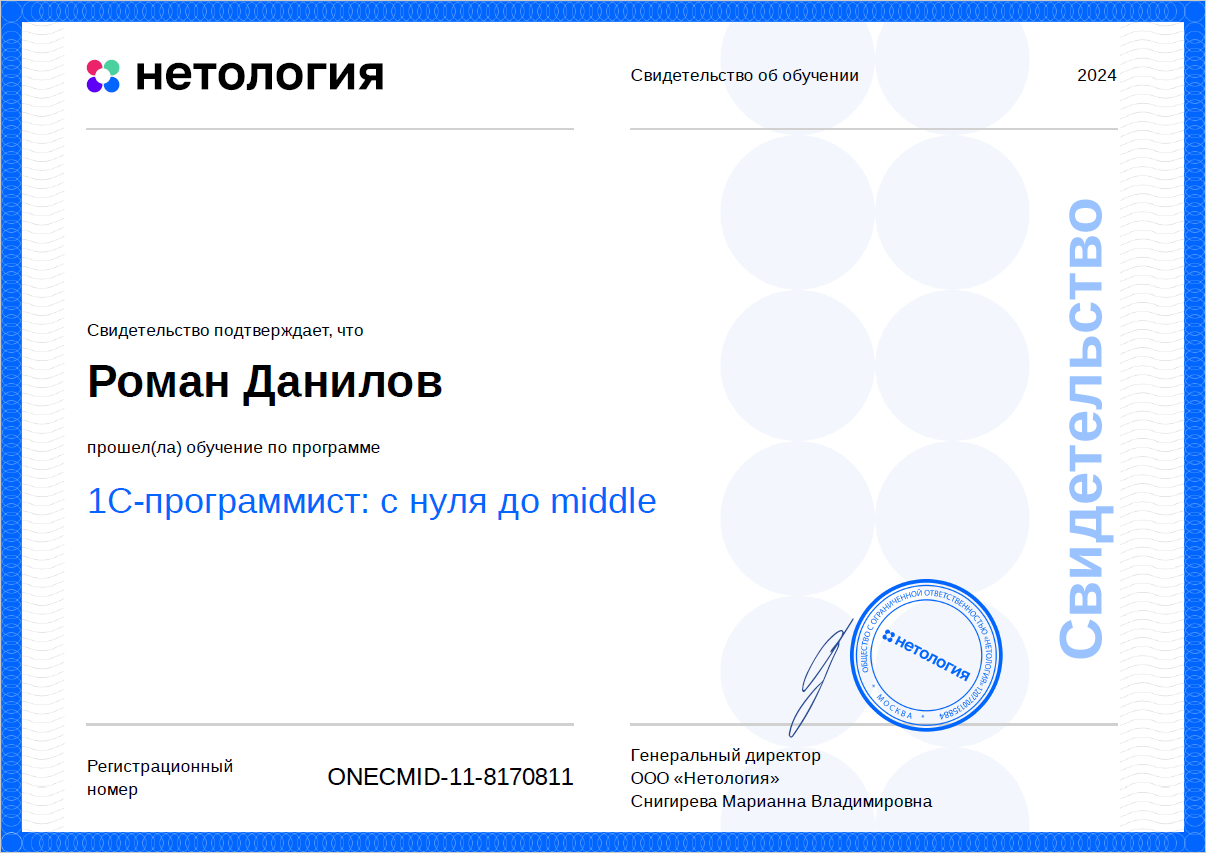 нетология
Свидетельство об обучении
2024
Свидетельство подтверждает, что
Роман Данилов
прошел(ла) обучение по программе
1С-программист: с нуля до middle
Свидетельство
ОБЩЕСТВО С ОГРАНИЧЕННОЙ ОТВЕТСТВЕННОСТЬЮ «НЕТОЛОГИЯ» 1207700135884
* МОСКВА *
нетология
Регистрационный
номер
ONECMID-11-8170811
Генеральный директор
ООО «Нетология»
Снигирева Марианна Владимировна